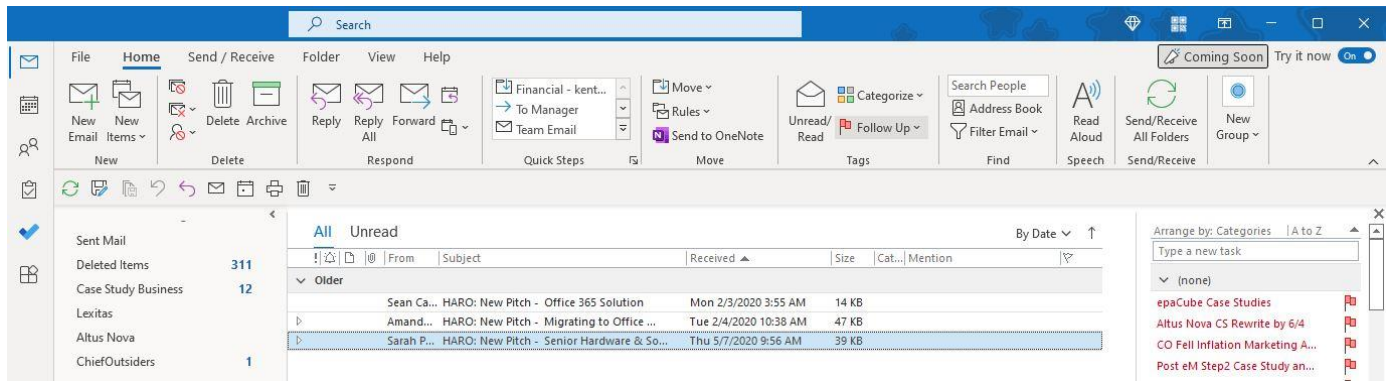 Search
File Home Send / Receive Folder View Help
Coming Soon Try it now On
New Email
New Items
Delete
Archive
Reply
Reply All
Forward
Financial - kent...
To Manager
Team Email
Move
Rules
Send to OneNote
Unread/ Read
Categorize
Follow Up
Search People
Address Book
Filter Email
Read Aloud
Send/Receive All Folders
New Group
New Delete Respond Quick Steps Move Tags Find Speech Send/Receive
Sent Mail
Deleted Items 311
Case Study Business 12
Lexitas
Altus Nova
ChiefOutsiders 1
All Unread
By Date
! From Subject Received Size Cat... Mention
Older
Sean Ca... HARO: New Pitch - Office 365 Solution Mon 2/3/2020 3:55 AM 14 KB
Amand... HARO: New Pitch - Migrating to Office ... Tue 2/4/2020 10:38 AM 47 KB
Sarah P... HARO: New Pitch - Senior Hardware & So... Thu 5/7/2020 9:56 AM 39 KB
Arrange by: Categories A to Z
Type a new task
(none)
epaCube Case Studies
Altus Nova CS Rewrite by 6/4
CO Fell Inflation Marketing A...
Post eM Step2 Case Study an...